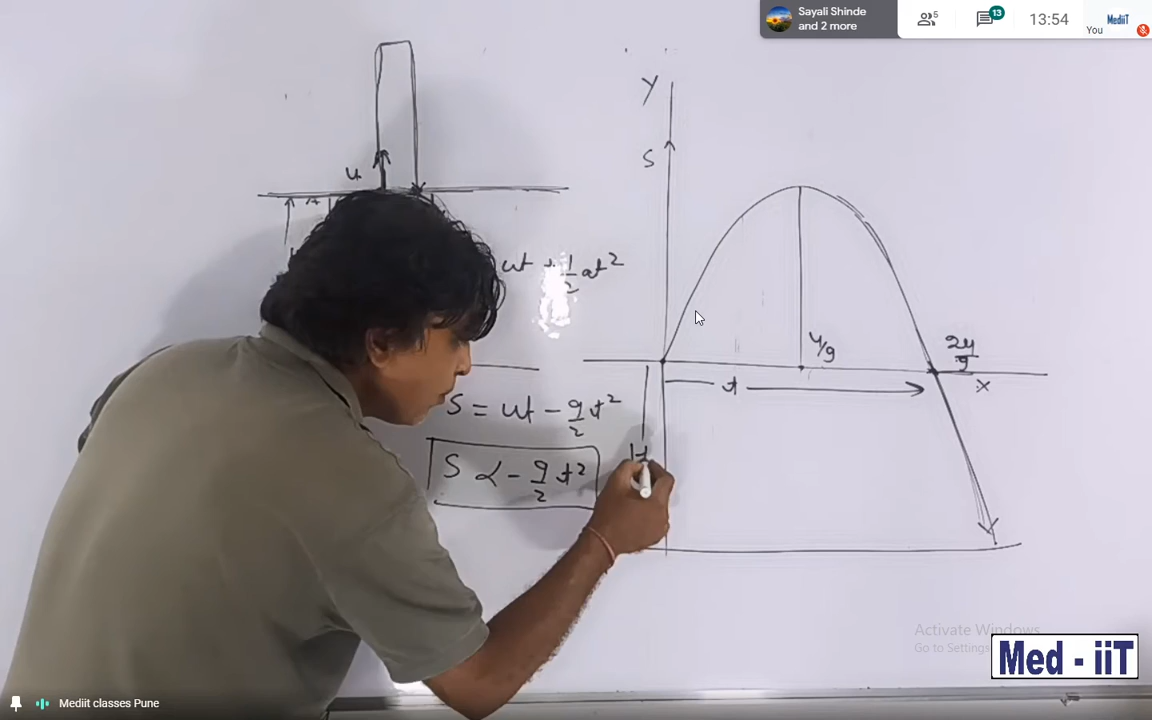 Sayali Shinde
and 2 more
5
13
13:54
MediiT
You
Y
S
u
ut + 1/2 at²
u/g
2u/g
t
x
S = ut - g/2 t²
S ∝ - g/2 t²
H
Activate Windows
Go to Settings
Med - iiT
Mediit classes Pune